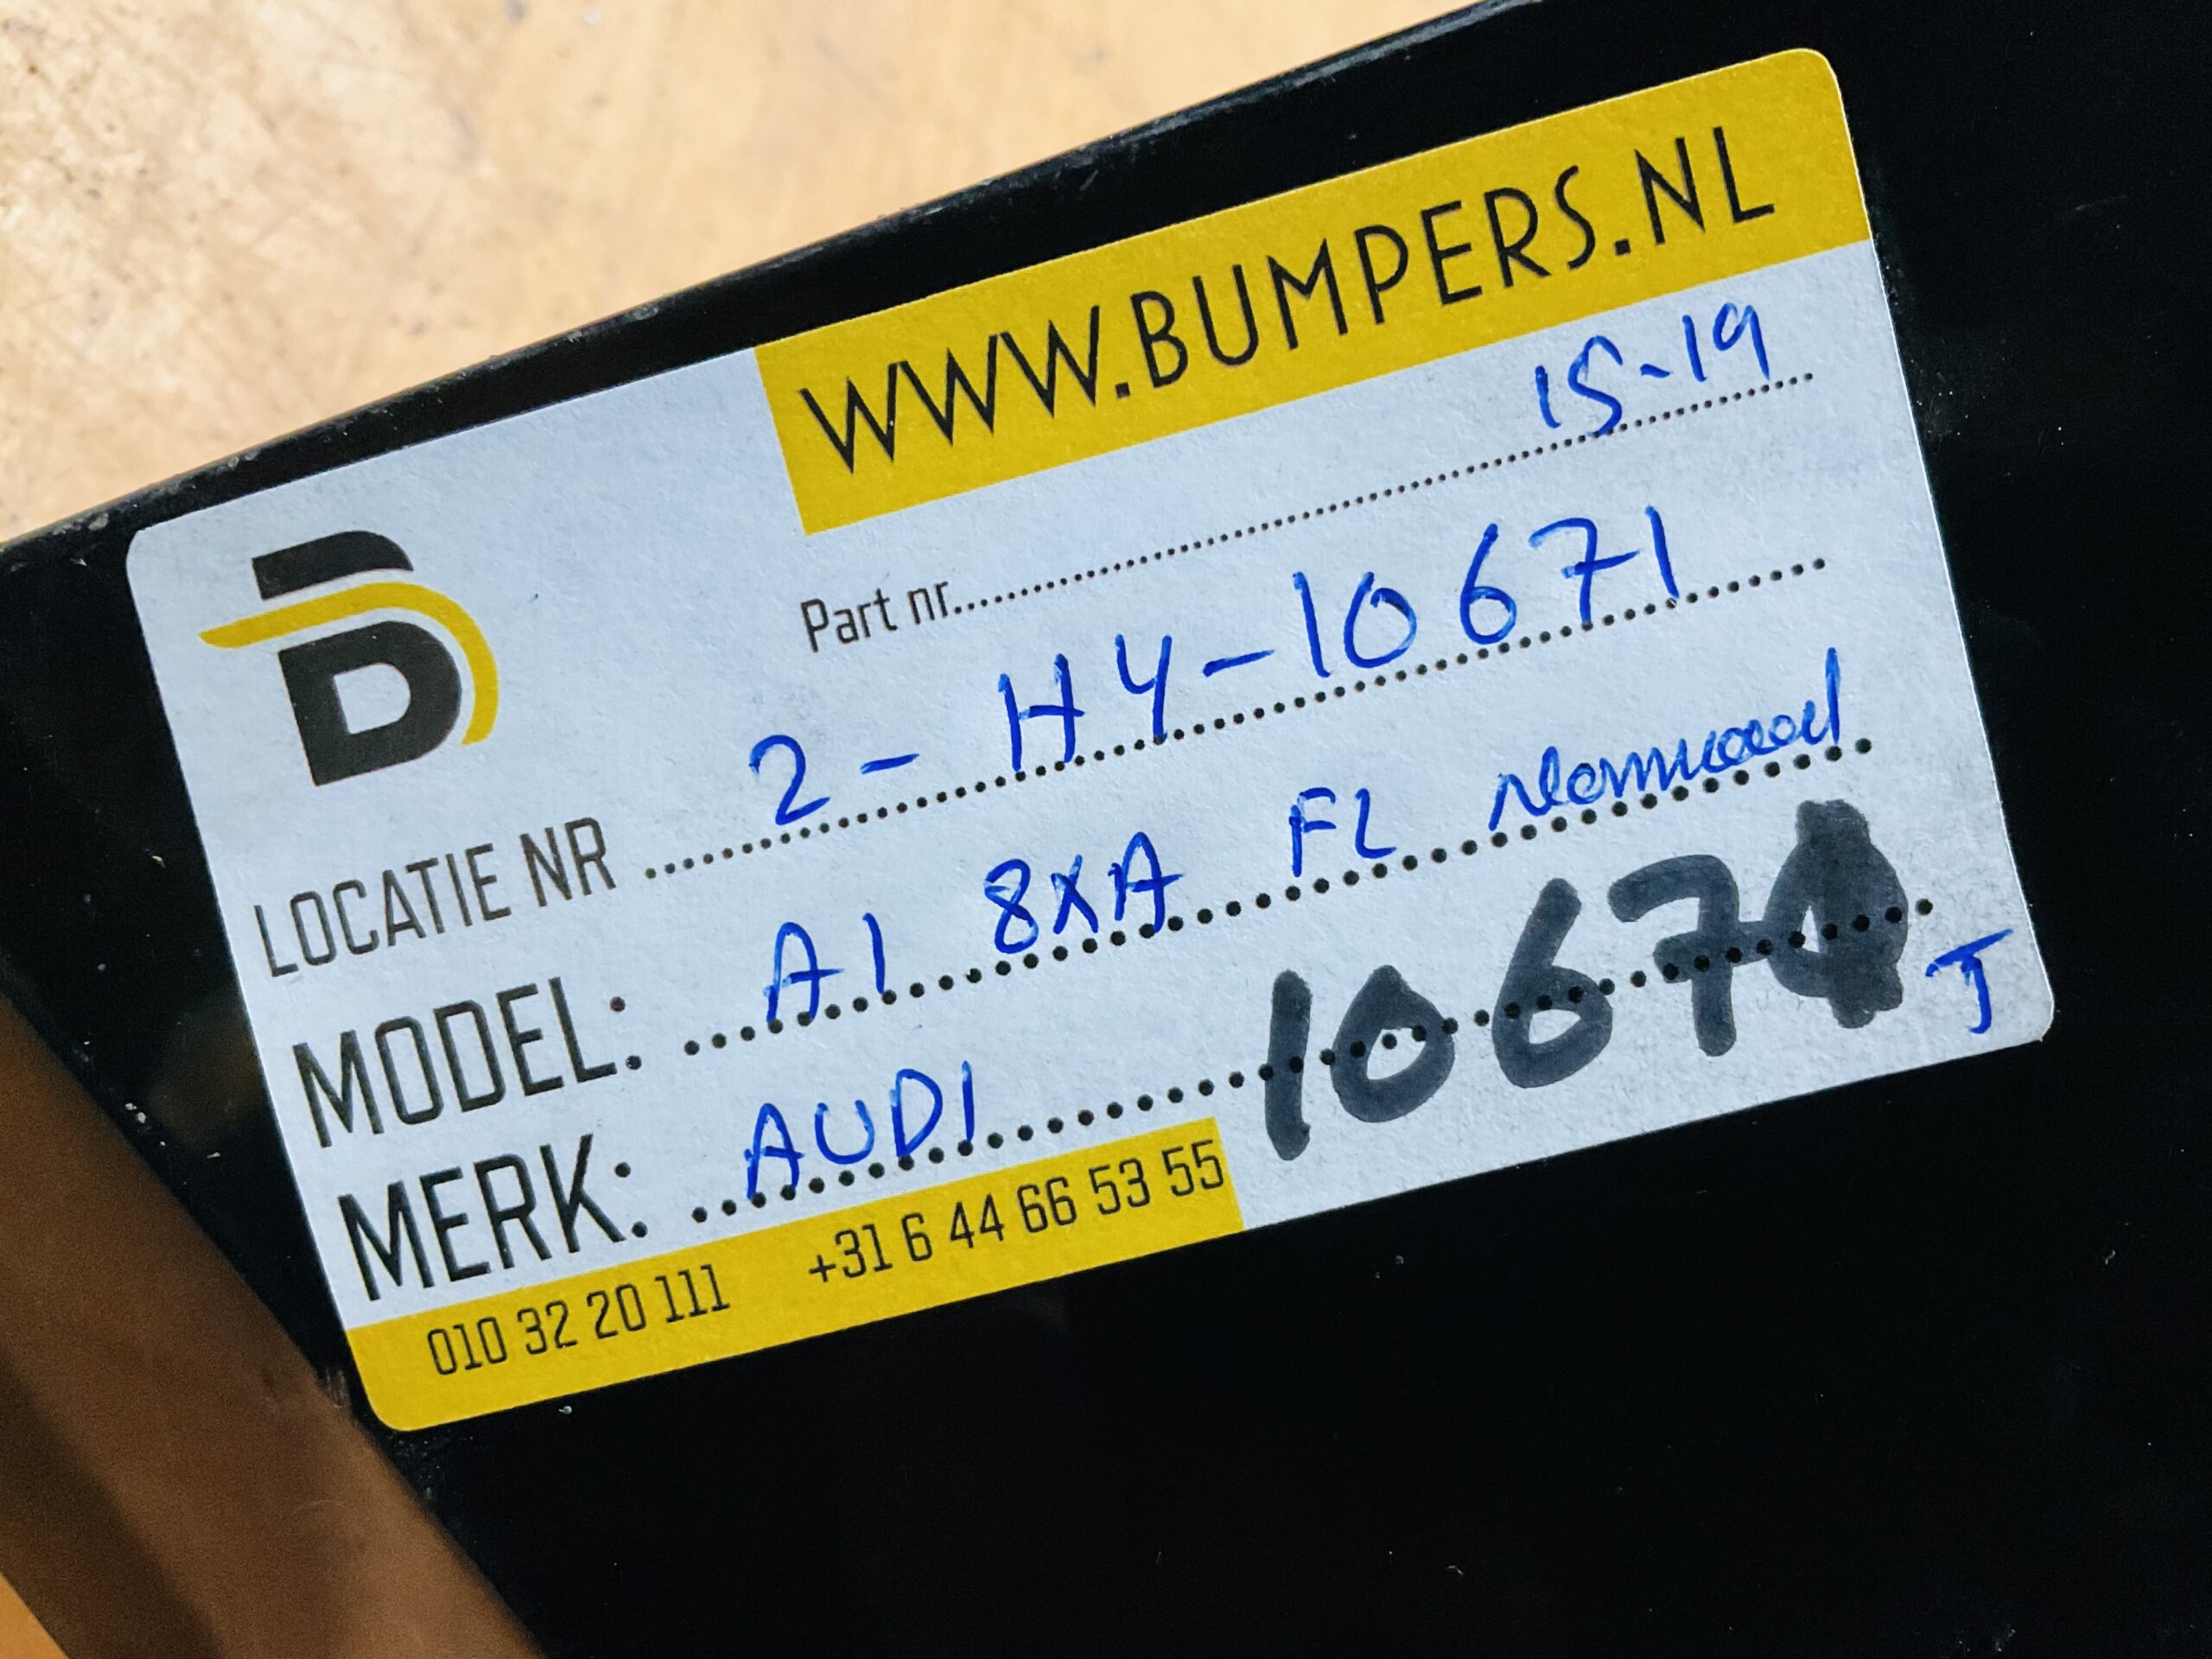 WWW.BUMPERS.NL
Part nr.................... 15-19
LOCATIE NR .......... 2 - H4-10671
MODEL: .......... A1 8XA FL
MERK: .......... AUDI 10671 J
010 32 20 111 +31 6 44 66 53 55